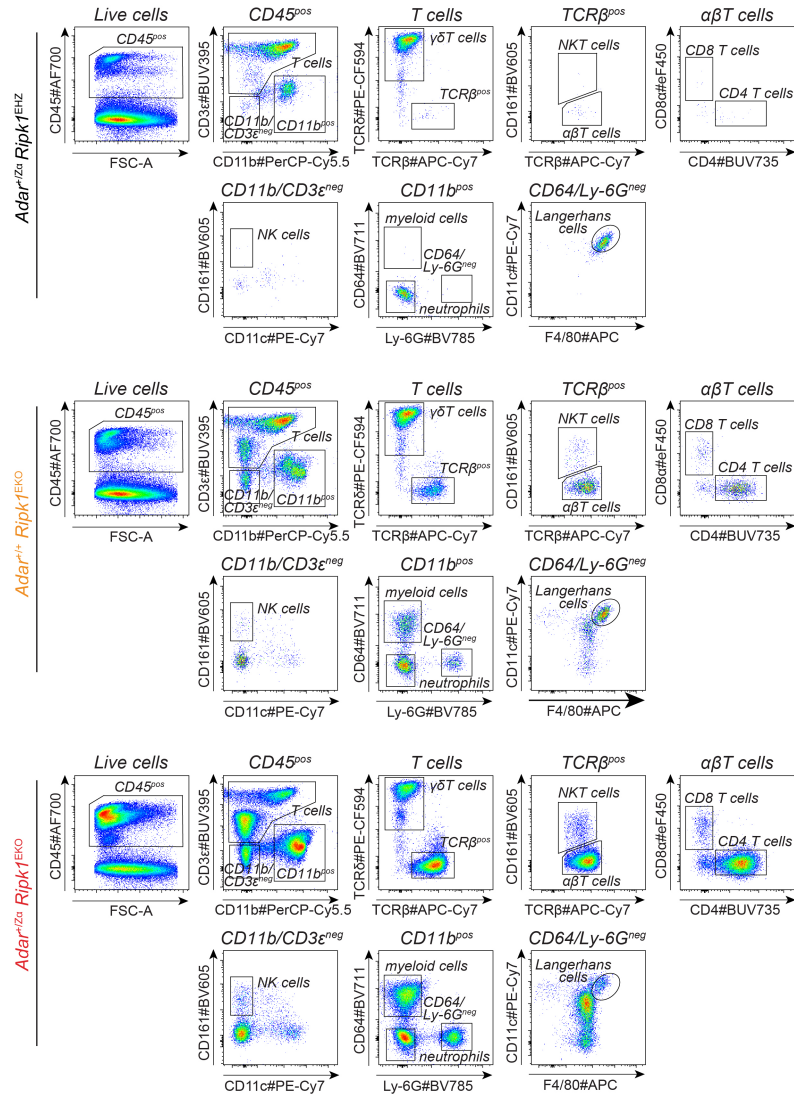 Adar+/Zα Ripk1EHZ
Live cells
CD45pos
CD45#AF700
FSC-A
CD45pos
T cells
CD3ε#BUV395
CD11b/
CD3εneg
CD11bpos
CD11b#PerCP-Cy5.5
T cells
γδT cells
TCRβpos
TCRδ#PE-CF594
TCRβ#APC-Cy7
TCRβpos
NKT cells
αβT cells
CD161#BV605
TCRβ#APC-Cy7
αβT cells
CD8 T cells
CD4 T cells
CD8α#eF450
CD4#BUV735
CD11b/CD3εneg
NK cells
CD161#BV605
CD11c#PE-Cy7
CD11bpos
myeloid cells
CD64/
Ly-6Gneg
neutrophils
CD64#BV711
Ly-6G#BV785
CD64/Ly-6Gneg
Langerhans
cells
CD11c#PE-Cy7
F4/80#APC
Adar+/+ Ripk1EKO
Live cells
CD45pos
CD45#AF700
FSC-A
CD45pos
T cells
CD3ε#BUV395
CD11b/
CD3εneg
CD11bpos
CD11b#PerCP-Cy5.5
T cells
γδT cells
TCRβpos
TCRδ#PE-CF594
TCRβ#APC-Cy7
TCRβpos
NKT cells
αβT cells
CD161#BV605
TCRβ#APC-Cy7
αβT cells
CD8 T cells
CD4 T cells
CD8α#eF450
CD4#BUV735
CD11b/CD3εneg
NK cells
CD161#BV605
CD11c#PE-Cy7
CD11bpos
myeloid cells
CD64/
Ly-6Gneg
neutrophils
CD64#BV711
Ly-6G#BV785
CD64/Ly-6Gneg
Langerhans
cells
CD11c#PE-Cy7
F4/80#APC
Adar+/Zα Ripk1EKO
Live cells
CD45pos
CD45#AF700
FSC-A
CD45pos
T cells
CD3ε#BUV395
CD11b/
CD3εneg
CD11bpos
CD11b#PerCP-Cy5.5
T cells
γδT cells
TCRβpos
TCRδ#PE-CF594
TCRβ#APC-Cy7
TCRβpos
NKT cells
αβT cells
CD161#BV605
TCRβ#APC-Cy7
αβT cells
CD8 T cells
CD4 T cells
CD8α#eF450
CD4#BUV735
CD11b/CD3εneg
NK cells
CD161#BV605
CD11c#PE-Cy7
CD11bpos
myeloid cells
CD64/
Ly-6Gneg
neutrophils
CD64#BV711
Ly-6G#BV785
CD64/Ly-6Gneg
Langerhans
cells
CD11c#PE-Cy7
F4/80#APC